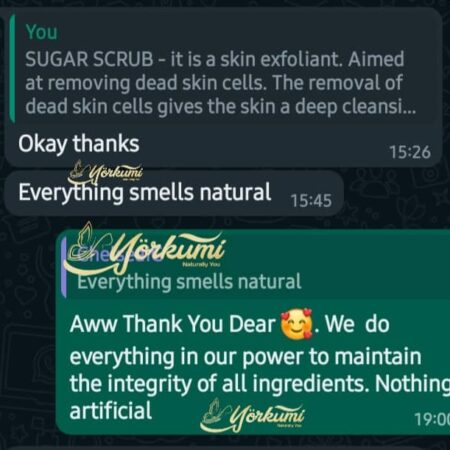 You
SUGAR SCRUB - it is a skin exfoliant. Aimed
at removing dead skin cells. The removal of
dead skin cells gives the skin a deep cleansi...
Okay thanks
15:26
Yörkumi
Everything smells natural
15:45
Yörkumi
Naturally You
Everything smells natural
Aww Thank You Dear 🥰. We do
everything in our power to maintain
the integrity of all ingredients. Nothing
artificial
Yörkumi
Naturally You
19:00